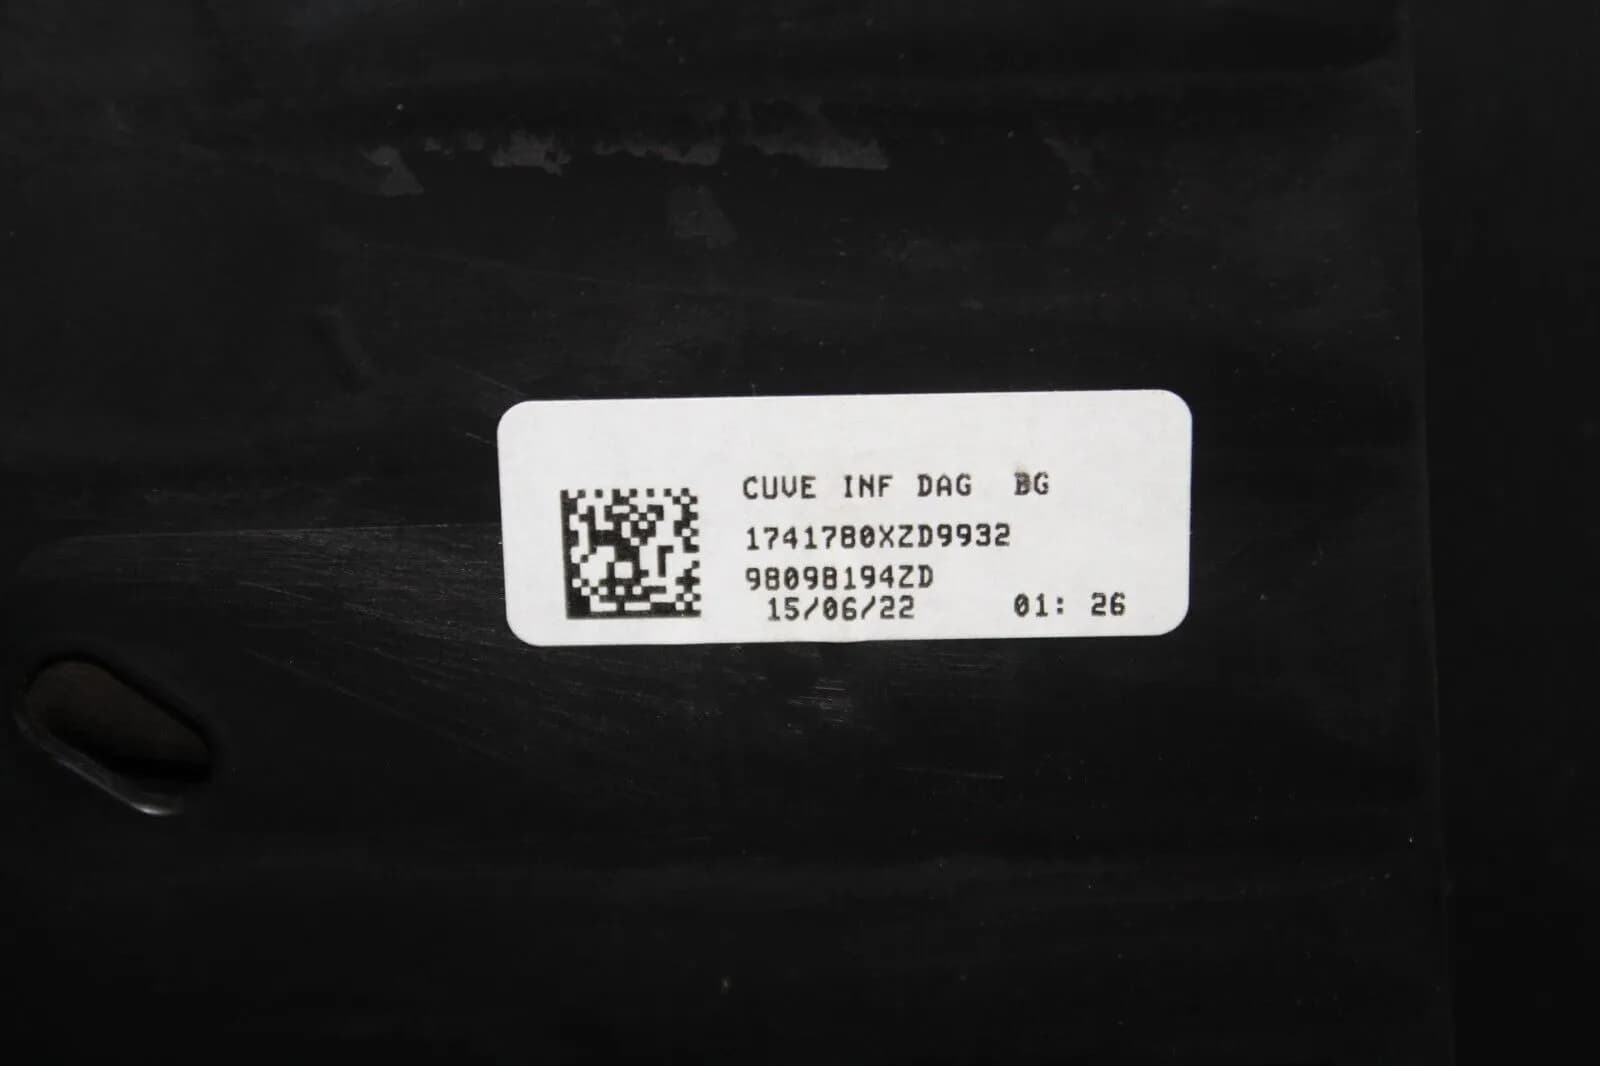 CUVE INF DAG BG
1741780XZD9932
98098194ZD
15/06/22 01: 26